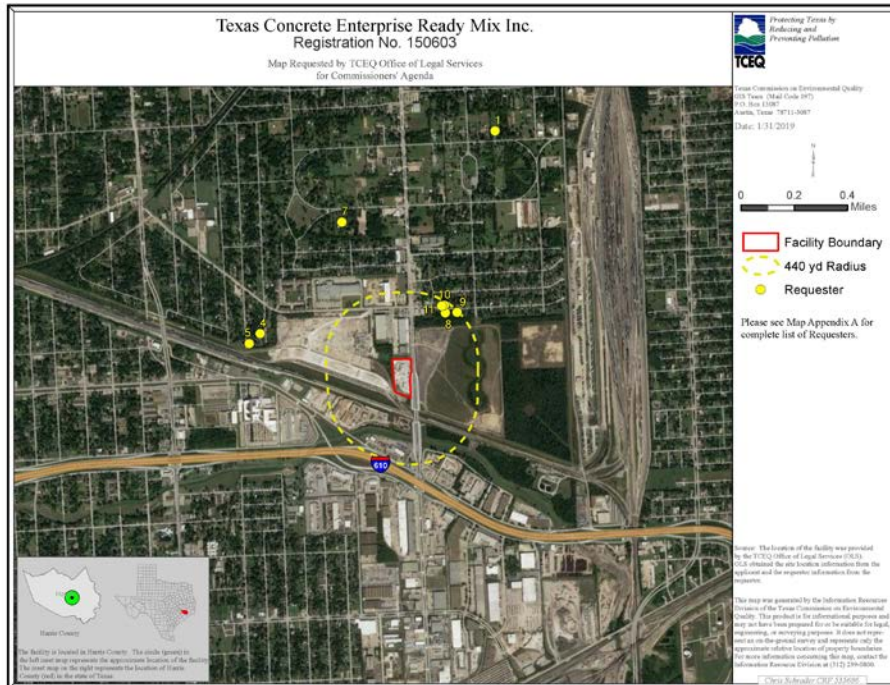 Texas Concrete Enterprise Ready Mix Inc.
Registration No. 150603
Map Requested by TCEQ Office of Legal Services
for Commissioners' Agenda
Protecting Texas by
Reducing and
Preventing Pollution
TCEQ
Texas Commission on Environmental Quality
GIS Team (Mail Code 197)
P.O. Box 13087
Austin, Texas 78711-3087
Date: 1/31/2019
N
0 0.2 0.4
Miles
Facility Boundary
440 yd Radius
Requester
Please see Map Appendix A for
complete list of Requesters.
1
7
10
11
9
8
4
5
610
Source: The location of the facility was provided
by the TCEQ Office of Legal Services (OLS).
OLS obtained the site location information from the
applicant and the requestor information from the
requestor.
This map was generated by the Information Resources
Division of the Texas Commission on Environmental
Quality. This product is for informational purposes and
may not have been prepared for or be suitable for legal,
engineering, or surveying purposes. It does not repre-
sent an on-the-ground survey and represents only the
approximate relative location of property boundaries.
For more information concerning this map, contact the
Information Resource Division at (512) 239-0800.
Harris County
The facility is located in Harris County. The circle (green) in
the left inset map represents the approximate location of the facility.
The inset map on the right represents the location of Harris
County (red) in the state of Texas.